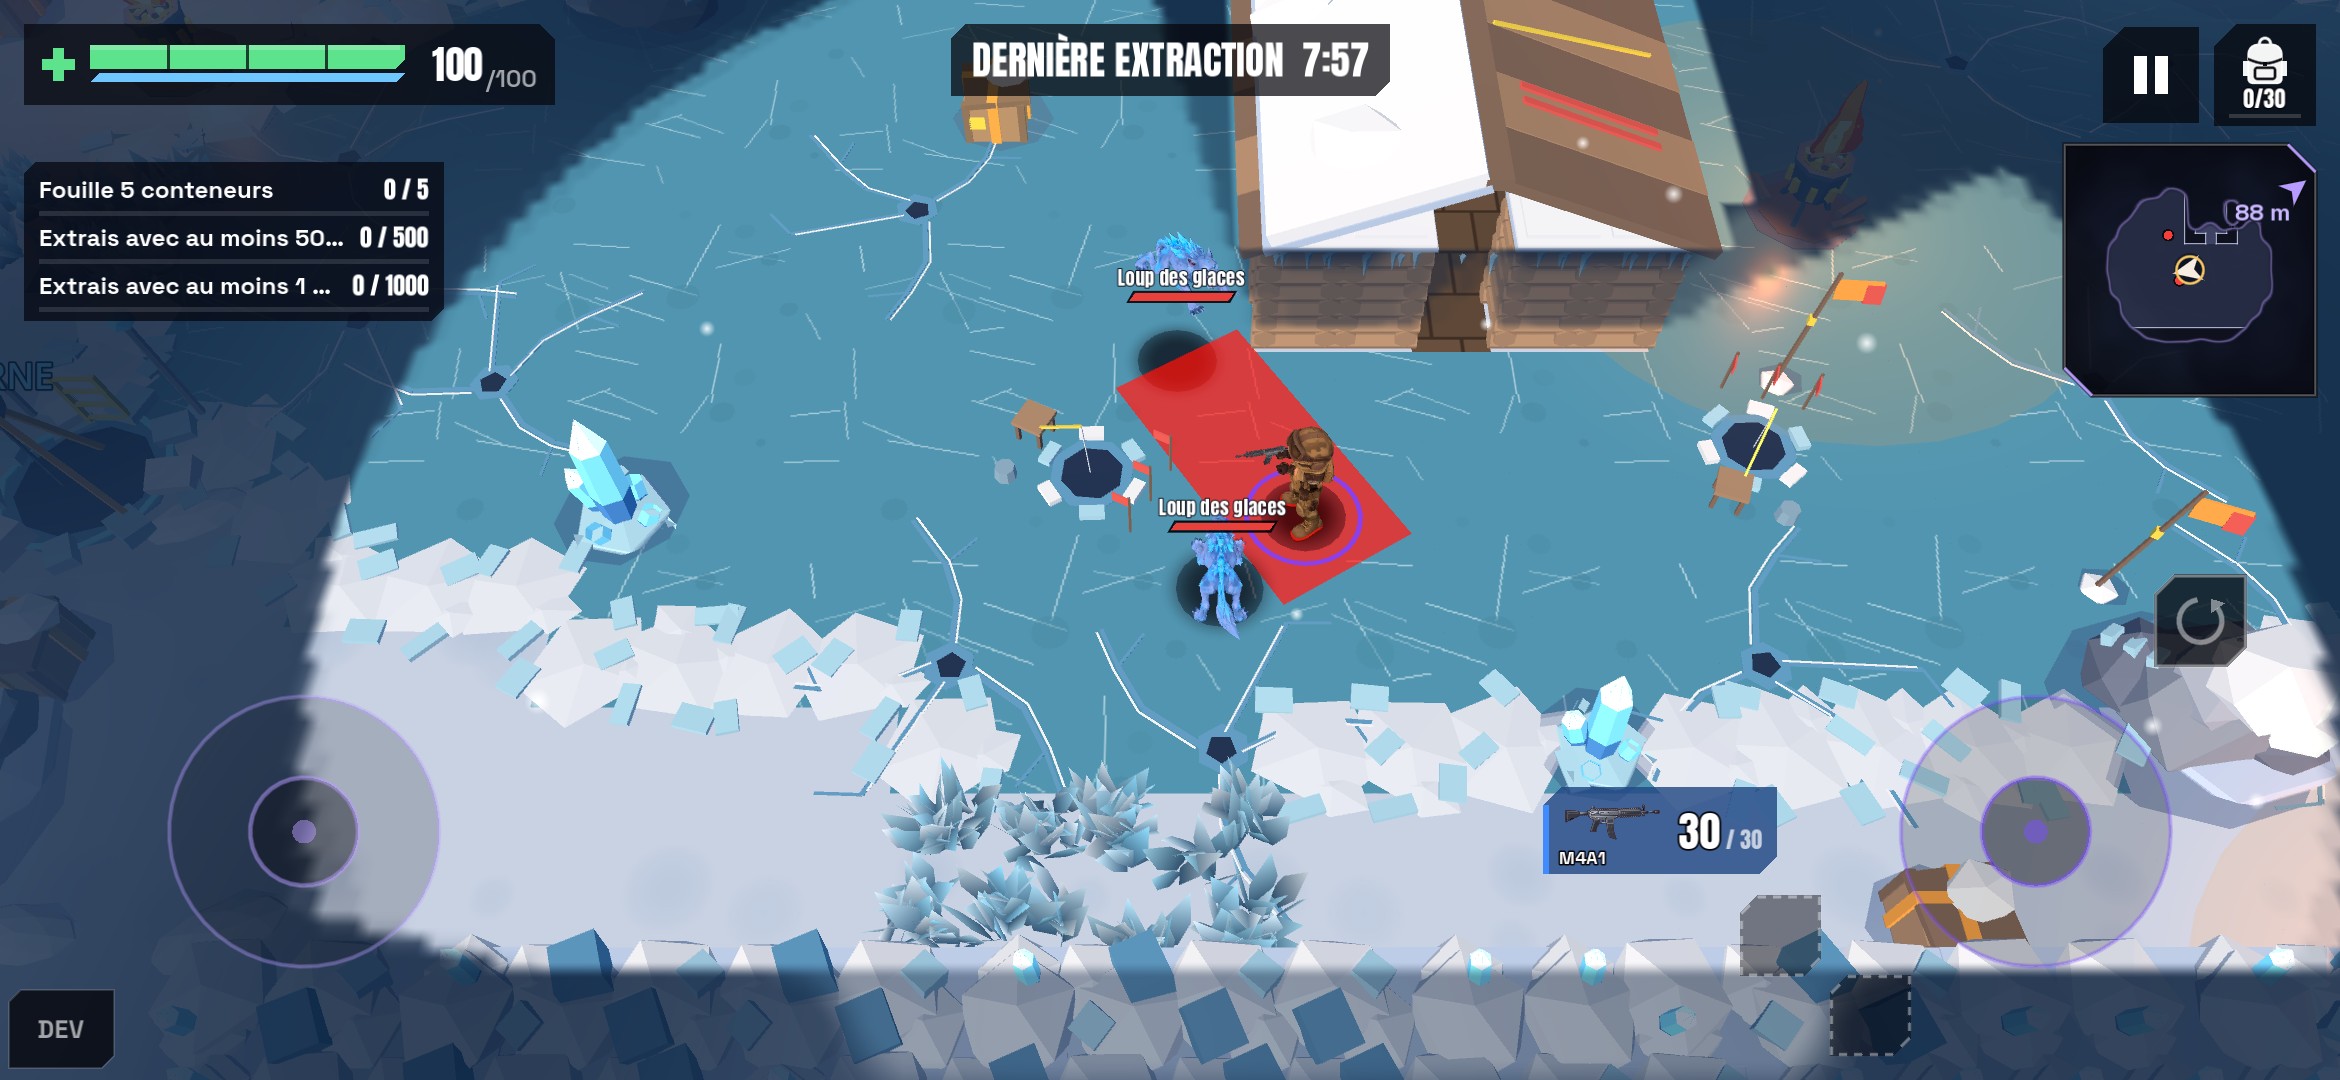 100/100
DERNIÈRE EXTRACTION 7:57
0/30
Fouille 5 conteneurs 0 / 5
Extrais avec au moins 50... 0 / 500
Extrais avec au moins 1 ... 0 / 1000
88 m
Loup des glaces
RNE
Loup des glaces
30 / 30
M4A1
DEV